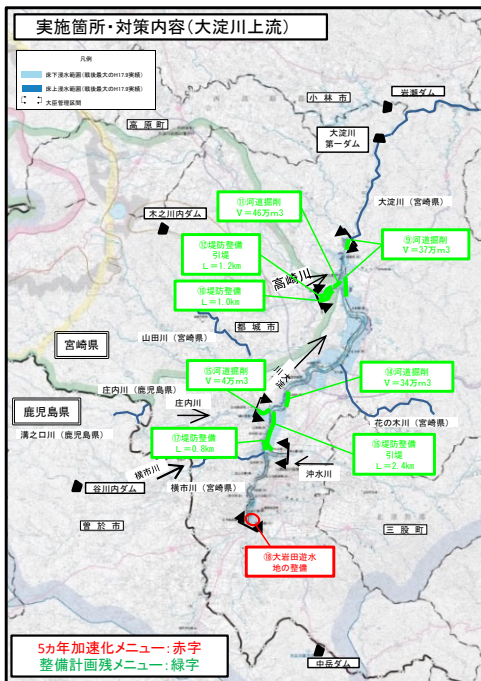 実施箇所・対策内容(大淀川上流)
凡例
床下浸水範囲(戦後最大のH17.9実績)
床上浸水範囲(戦後最大のH17.9実績)
大臣管理区間
小林市
岩瀬ダム
高原町
大淀川
第一ダム
⑪河道掘削
V=46万m3
大淀川(宮崎県)
木之川内ダム
⑫堤防整備
引堤
L=1.2km
⑨河道掘削
V=37万m3
高崎川
⑩堤防整備
L=1.0km
都城市
山田川(宮崎県)
宮崎県
大淀川
⑮河道掘削
V=4万m3
⑭河道掘削
V=34万m3
庄内川(鹿児島県)
鹿児島県
庄内川
花の木川(宮崎県)
溝之口川(鹿児島県)
⑰堤防整備
L=0.8km
⑯堤防整備
引堤
L=2.4km
横市川
沖水川
谷川内ダム
横市川(宮崎県)
曽於市
三股町
⑱大岩田遊水
地の整備
5ヵ年加速化メニュー:赤字
整備計画残メニュー:緑字
中岳ダム